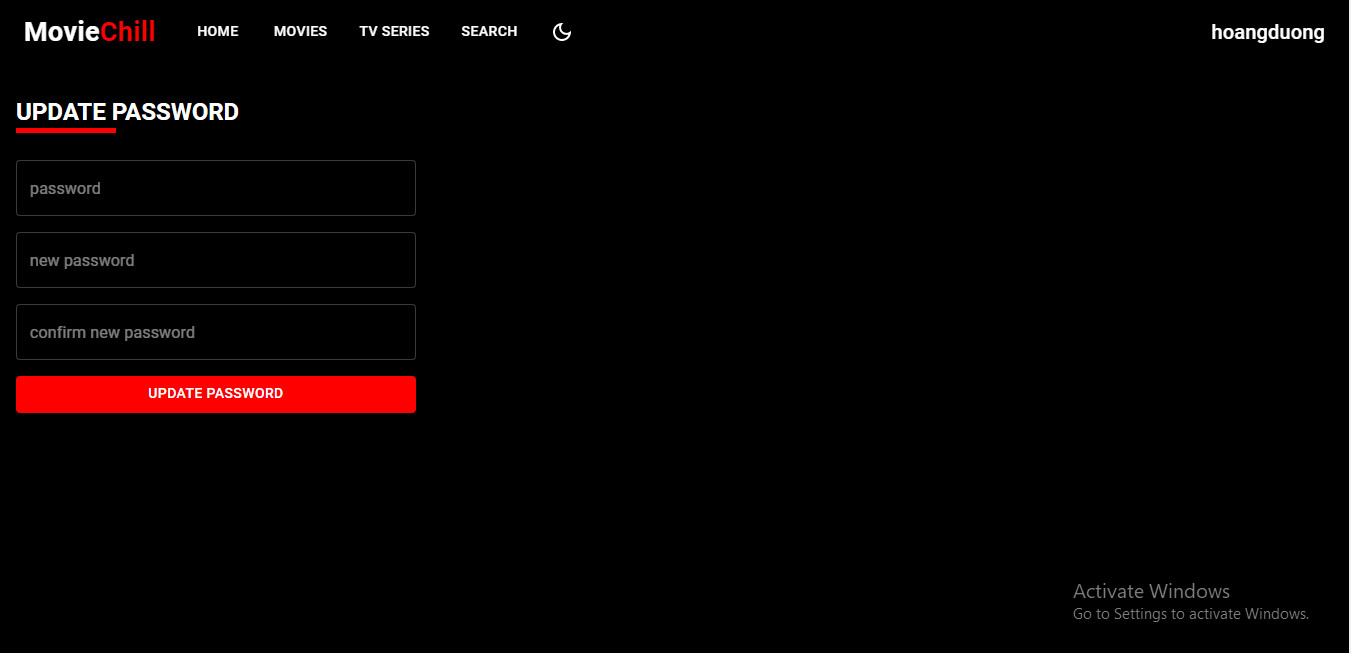 MovieChill HOME MOVIES TV SERIES SEARCH hoangduong
UPDATE PASSWORD
password
new password
confirm new password
UPDATE PASSWORD
Activate Windows
Go to Settings to activate Windows.